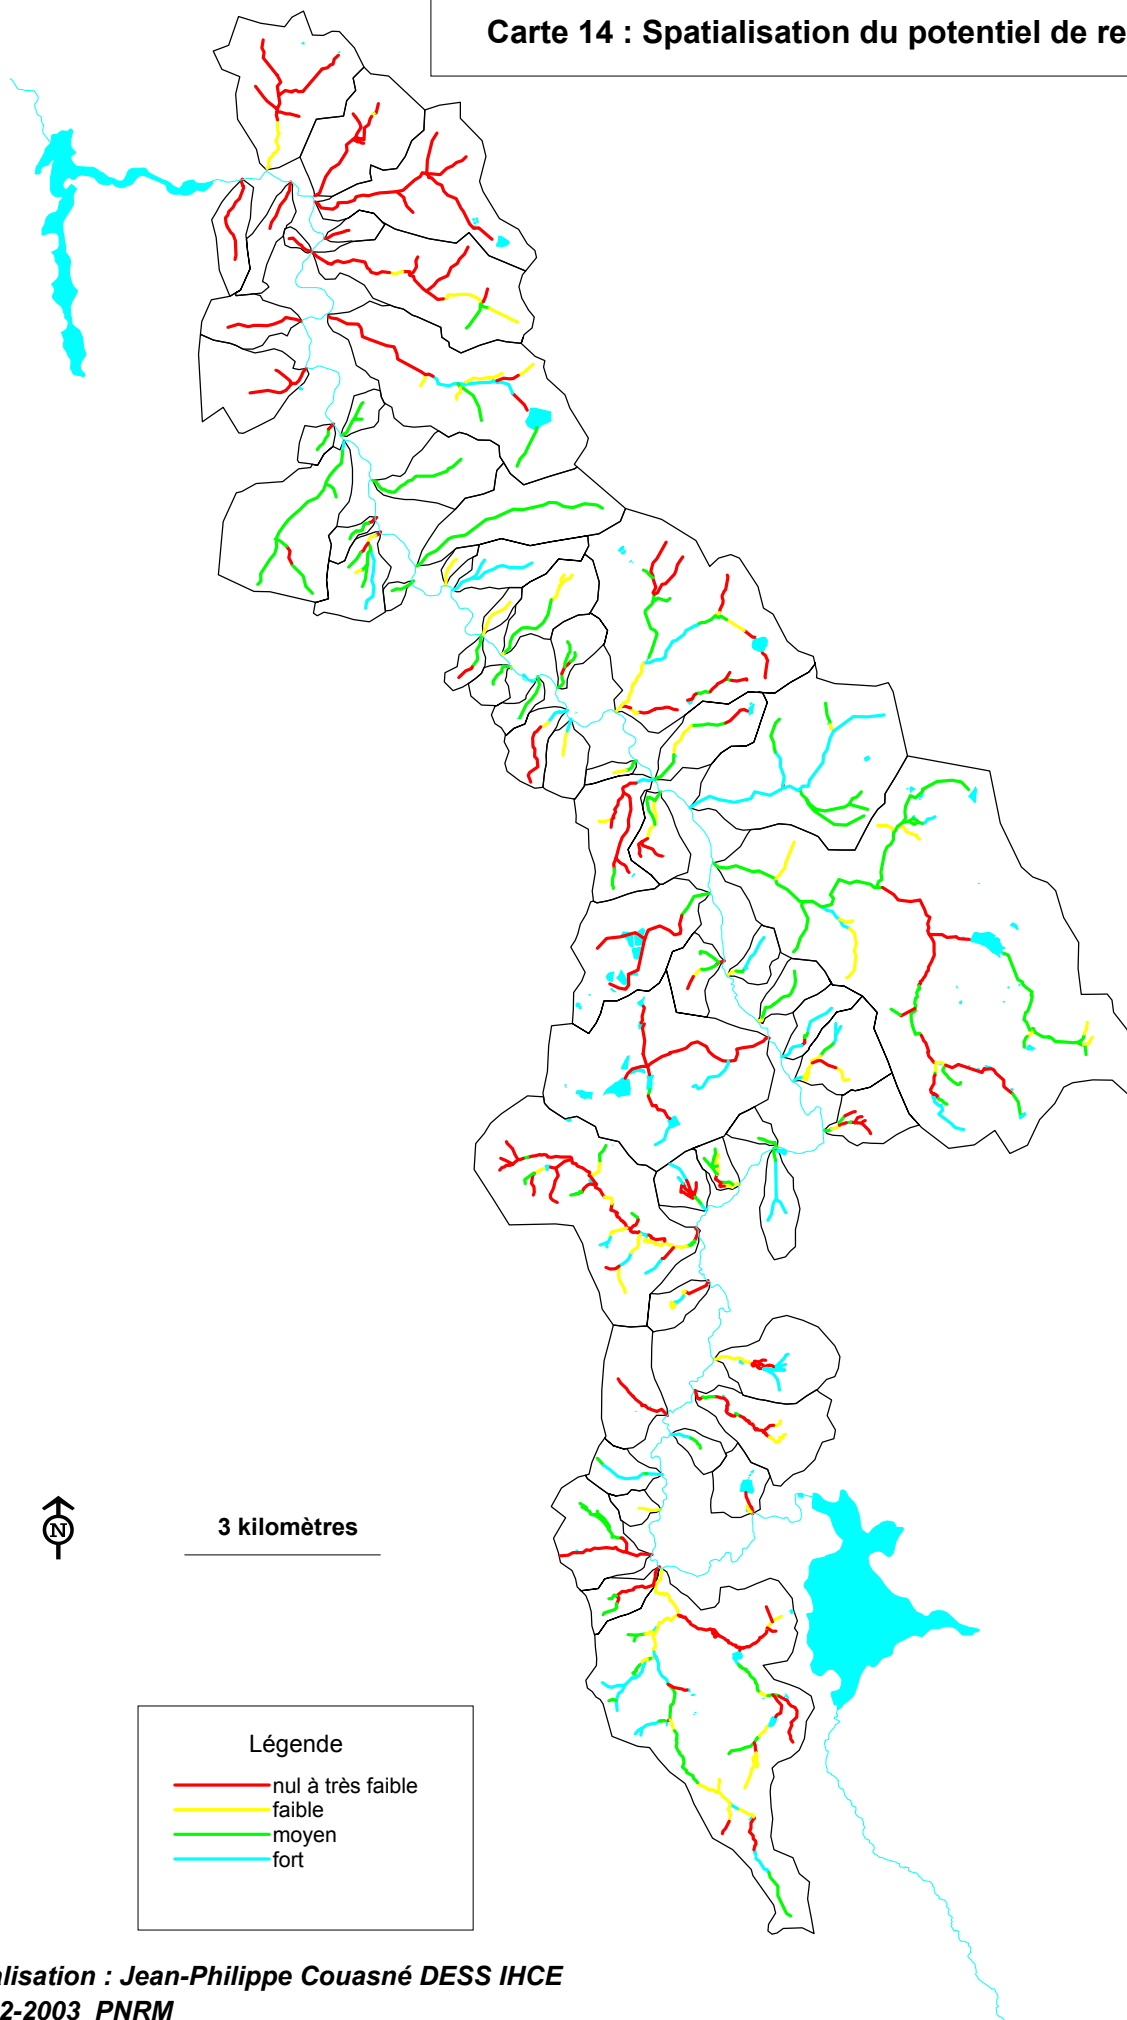 Carte 14 : Spatialisation du potentiel de re
N
3 kilomètres
Légende
nul à très faible
faible
moyen
fort
alisation : Jean-Philippe Couasné DESS IHCE
2-2003 PNRM